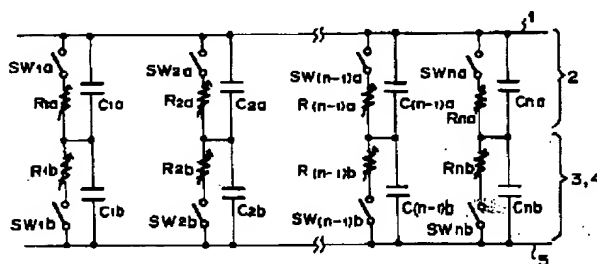 1
SW1a
C1a
R1a
SW2a
C2a
R2a
SW(n-1)a
C(n-1)a
R(n-1)a
SWna
Cna
Rna
2
R1b
C1b
SW1b
R2b
C2b
SW2b
R(n-1)b
C(n-1)b
SW(n-1)b
Rnb
Cnb
SWnb
3,4
5